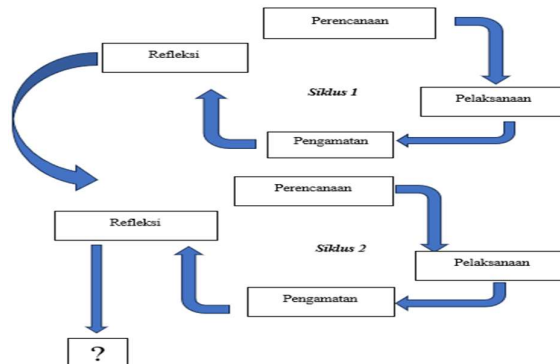 Perencanaan
Refleksi
Siklus 1
Pelaksanaan
Pengamatan
Perencanaan
Refleksi
Siklus 2
Pelaksanaan
Pengamatan
?